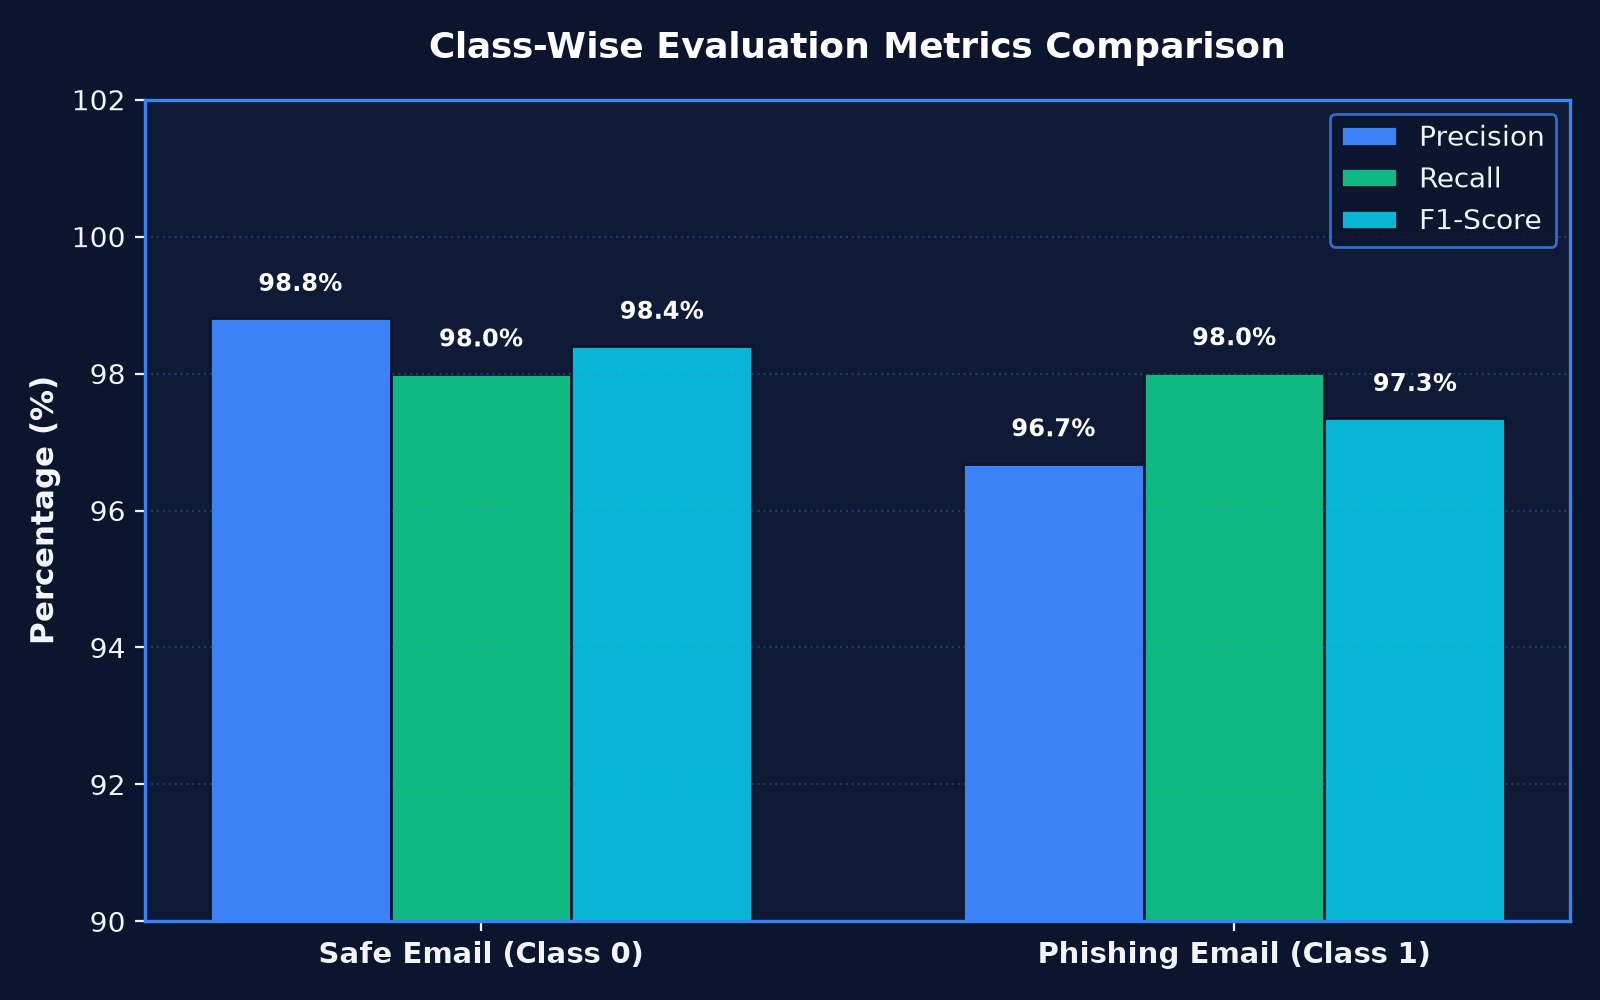 Class-Wise Evaluation Metrics Comparison
102
100
98
96
94
92
90
Percentage (%)
Precision
Recall
F1-Score
98.8%
98.0%
98.4%
96.7%
98.0%
97.3%
Safe Email (Class 0)
Phishing Email (Class 1)